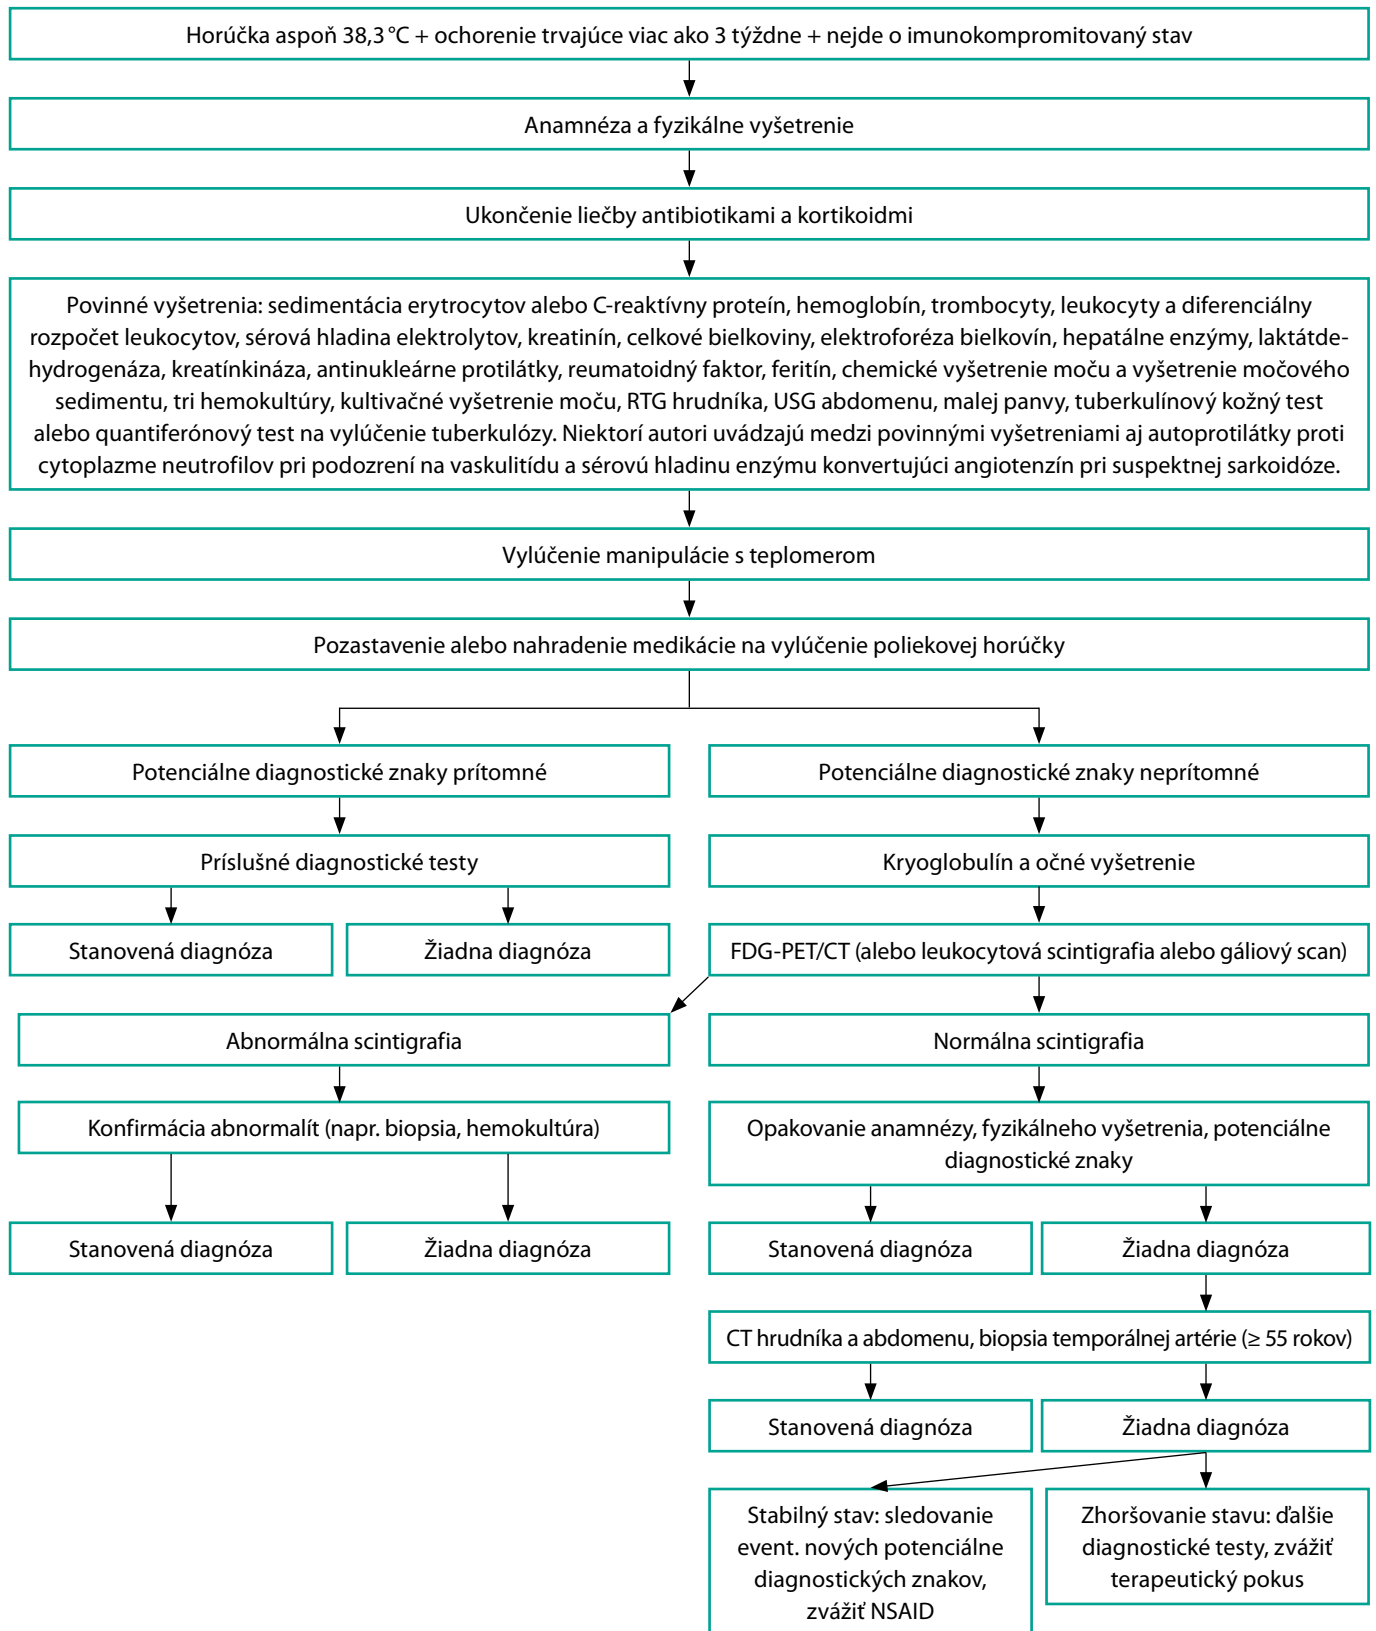 Horúčka aspoň 38,3 °C + ochorenie trvajúce viac ako 3 týždne + nejde o imunokompromitovaný stav
Anamnéza a fyzikálne vyšetrenie
Ukončenie liečby antibiotikami a kortikoidmi
Povinné vyšetrenia: sedimentácia erytrocytov alebo C-reaktívny proteín, hemoglobín, trombocyty, leukocyty a diferenciálny
rozpočet leukocytov, sérová hladina elektrolytov, kreatinín, celkové bielkoviny, elektroforéza bielkovín, hepatálne enzýmy, laktátde-
hydrogenáza, kreatínkináza, antinukleárne protilátky, reumatoidný faktor, feritín, chemické vyšetrenie moču a vyšetrenie močového
sedimentu, tri hemokultúry, kultivačné vyšetrenie moču, RTG hrudníka, USG abdomenu, malej panvy, tuberkulínový kožný test
alebo quantiferónový test na vylúčenie tuberkulózy. Niektorí autori uvádzajú medzi povinnými vyšetreniami aj autoprotilátky proti
cytoplazme neutrofilov pri podozrení na vaskulitídu a sérovú hladinu enzýmu konvertujúci angiotenzín pri suspektnej sarkoidóze.
Vylúčenie manipulácie s teplomerom
Pozastavenie alebo nahradenie medikácie na vylúčenie poliekovej horúčky
Potenciálne diagnostické znaky prítomné
Potenciálne diagnostické znaky neprítomné
Príslušné diagnostické testy
Kryoglobulín a očné vyšetrenie
Stanovená diagnóza
Žiadna diagnóza
FDG-PET/CT (alebo leukocytová scintigrafia alebo gáliový scan)
Abnormálna scintigrafia
Normálna scintigrafia
Konfirmácia abnormalít (napr. biopsia, hemokultúra)
Opakovanie anamnézy, fyzikálneho vyšetrenia, potenciálne
diagnostické znaky
Stanovená diagnóza
Žiadna diagnóza
Stanovená diagnóza
Žiadna diagnóza
CT hrudníka a abdomenu, biopsia temporálnej artérie (≥ 55 rokov)
Stanovená diagnóza
Žiadna diagnóza
Stabilný stav: sledovanie
event. nových potenciálne
diagnostických znakov,
zvážiť NSAID
Zhoršovanie stavu: ďalšie
diagnostické testy, zvážiť
terapeutický pokus